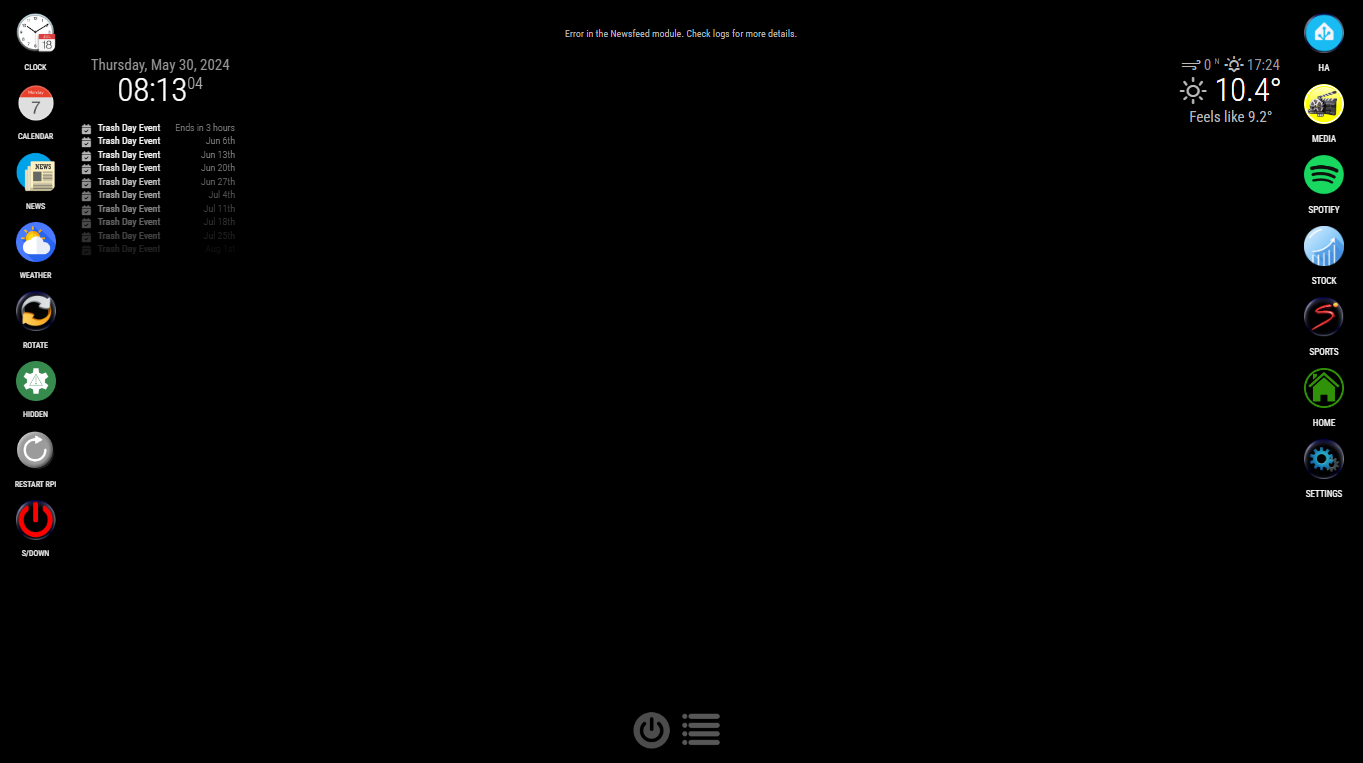 Error in the Newsfeed module. Check logs for more details.
CLOCK
CALENDAR
NEWS
WEATHER
ROTATE
HIDDEN
RESTART RPI
S/DOWN
Thursday, May 30, 2024
08:13 04
Trash Day Event Ends in 3 hours
Trash Day Event Jun 6th
Trash Day Event Jun 13th
Trash Day Event Jun 20th
Trash Day Event Jun 27th
Trash Day Event Jul 4th
Trash Day Event Jul 11th
Trash Day Event Jul 18th
Trash Day Event Jul 25th
Trash Day Event Aug 1st
0 N 17:24
10.4°
Feels like 9.2°
HA
MEDIA
SPOTIFY
STOCK
SPORTS
HOME
SETTINGS
18
Monday
7
NEWS